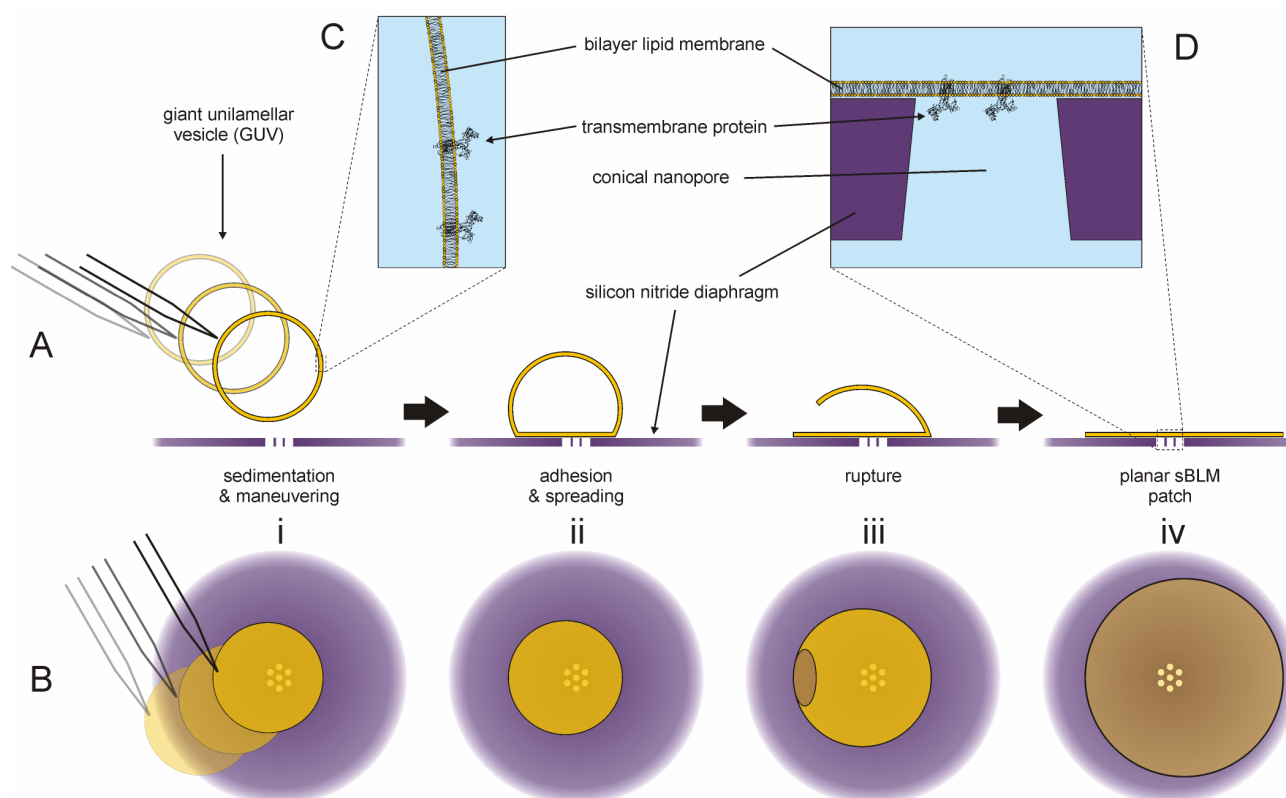 C
D
bilayer lipid membrane
giant unilamellar
vesicle (GUV)
transmembrane protein
conical nanopore
silicon nitride diaphragm
A
sedimentation
& maneuvering
adhesion
& spreading
rupture
planar sBLM
patch
i
ii
iii
iv
B